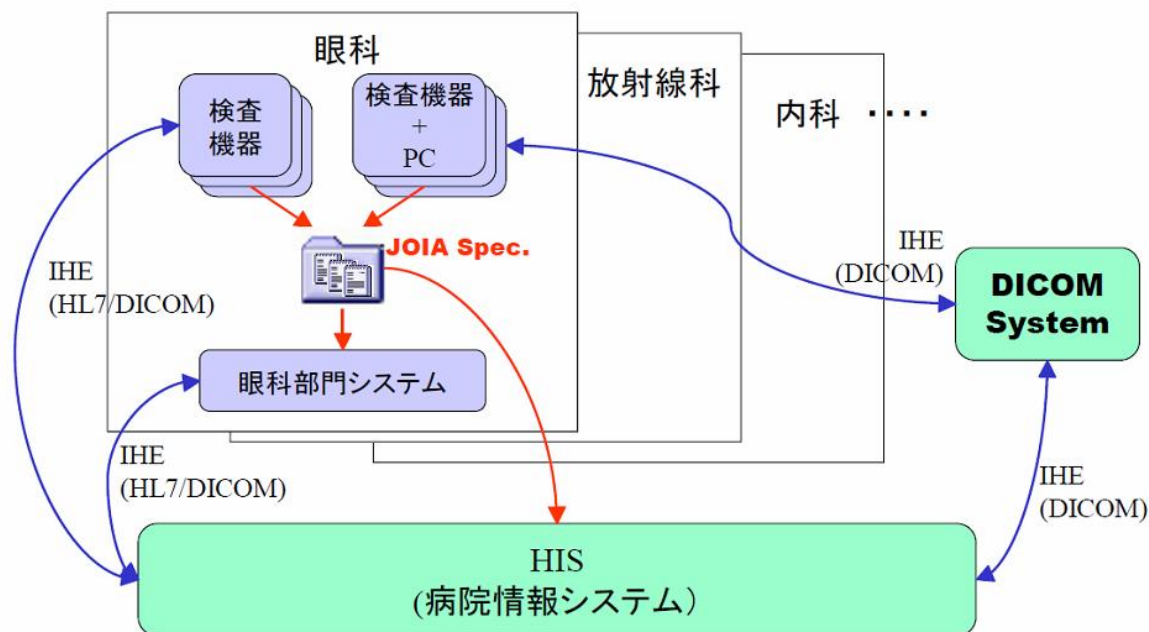 眼科
放射線科
内科 ････
検査
機器
検査機器
+
PC
JOIA Spec.
IHE
(HL7/DICOM)
IHE
(DICOM)
DICOM
System
眼科部門システム
IHE
(HL7/DICOM)
IHE
(DICOM)
HIS
(病院情報システム）